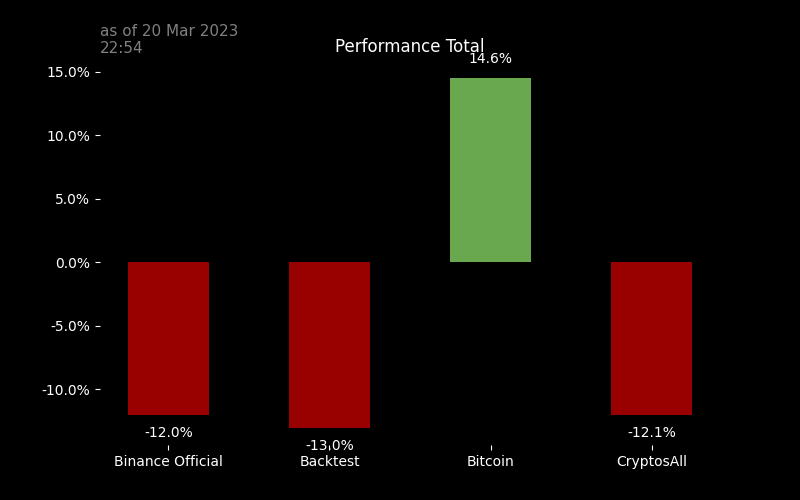 as of 20 Mar 2023
22:54
Performance Total
14.6%
15.0%
10.0%
5.0%
0.0%
-5.0%
-10.0%
-12.0%
-13.0%
-12.1%
Binance Official
Backtest
Bitcoin
CryptosAll